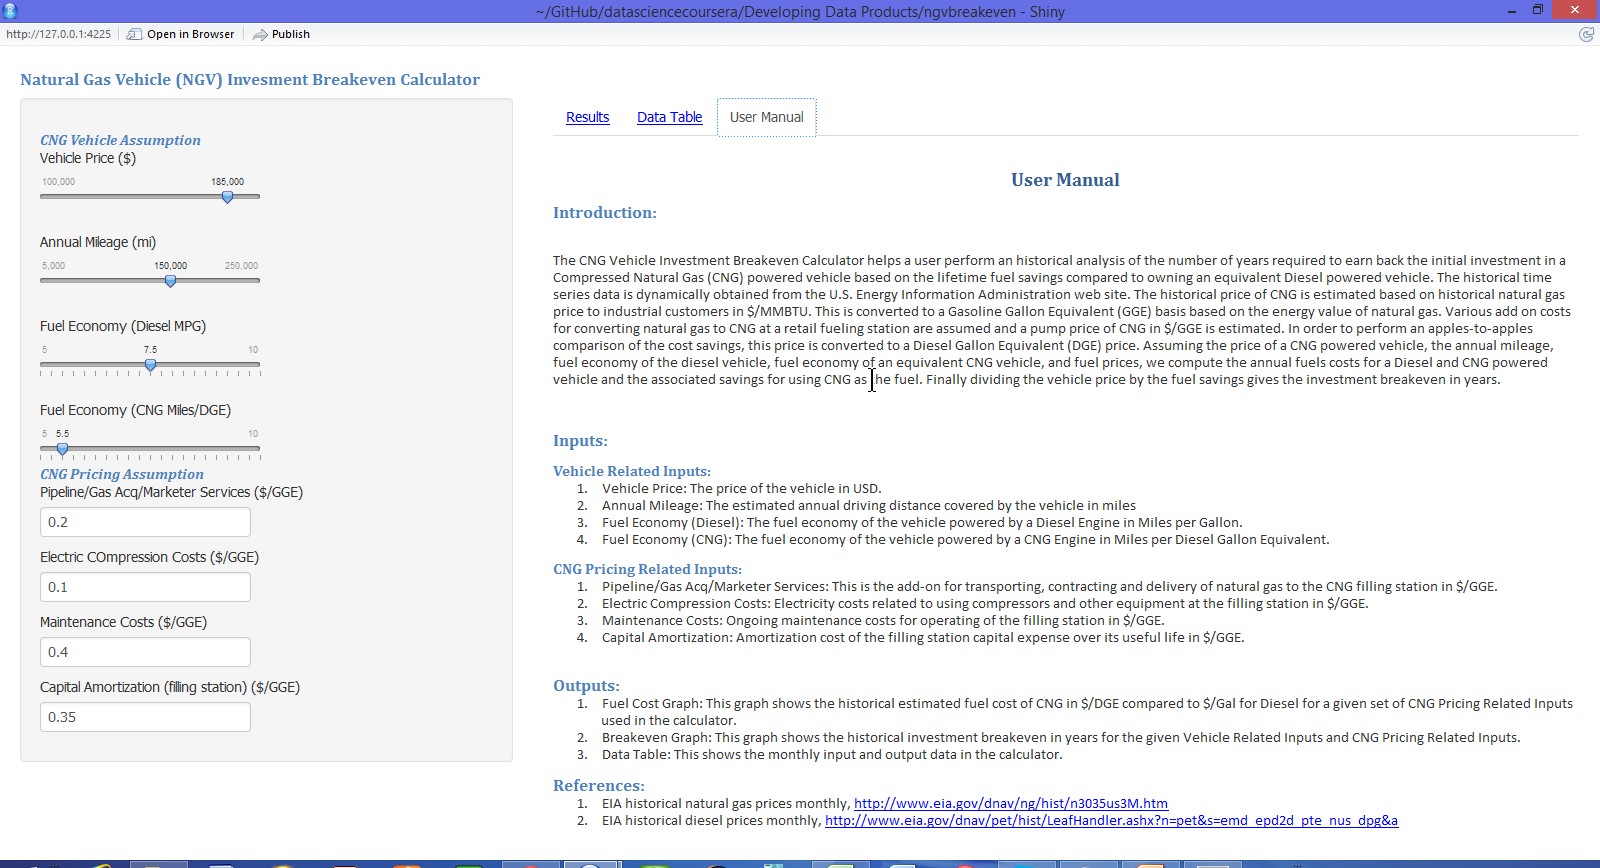 ~/GitHub/datasciencecoursera/Developing Data Products/ngvbreakeven - Shiny
http://127.0.0.1:4225 Open in Browser Publish
Natural Gas Vehicle (NGV) Invesment Breakeven Calculator
CNG Vehicle Assumption
Vehicle Price ($)
100,000 185,000
Annual Mileage (mi)
5,000 150,000 250,000
Fuel Economy (Diesel MPG)
5 7.5 10
Fuel Economy (CNG Miles/DGE)
5 5.5 10
CNG Pricing Assumption
Pipeline/Gas Acq/Marketer Services ($/GGE)
0.2
Electric COmpression Costs ($/GGE)
0.1
Maintenance Costs ($/GGE)
0.4
Capital Amortization (filling station) ($/GGE)
0.35
Results Data Table User Manual
User Manual
Introduction:
The CNG Vehicle Investment Breakeven Calculator helps a user perform an historical analysis of the number of years required to earn back the initial investment in a
Compressed Natural Gas (CNG) powered vehicle based on the lifetime fuel savings compared to owning an equivalent Diesel powered vehicle. The historical time
series data is dynamically obtained from the U.S. Energy Information Administration web site. The historical price of CNG is estimated based on historical natural gas
price to industrial customers in $/MMBTU. This is converted to a Gasoline Gallon Equivalent (GGE) basis based on the energy value of natural gas. Various add on costs
for converting natural gas to CNG at a retail fueling station are assumed and a pump price of CNG in $/GGE is estimated. In order to perform an apples-to-apples
comparison of the cost savings, this price is converted to a Diesel Gallon Equivalent (DGE) price. Assuming the price of a CNG powered vehicle, the annual mileage,
fuel economy of the diesel vehicle, fuel economy of an equivalent CNG vehicle, and fuel prices, we compute the annual fuels costs for a Diesel and CNG powered
vehicle and the associated savings for using CNG as the fuel. Finally dividing the vehicle price by the fuel savings gives the investment breakeven in years.
Inputs:
Vehicle Related Inputs:
1. Vehicle Price: The price of the vehicle in USD.
2. Annual Mileage: The estimated annual driving distance covered by the vehicle in miles
3. Fuel Economy (Diesel): The fuel economy of the vehicle powered by a Diesel Engine in Miles per Gallon.
4. Fuel Economy (CNG): The fuel economy of the vehicle powered by a CNG Engine in Miles per Diesel Gallon Equivalent.
CNG Pricing Related Inputs:
1. Pipeline/Gas Acq/Marketer Services: This is the add-on for transporting, contracting and delivery of natural gas to the CNG filling station in $/GGE.
2. Electric Compression Costs: Electricity costs related to using compressors and other equipment at the filling station in $/GGE.
3. Maintenance Costs: Ongoing maintenance costs for operating of the filling station in $/GGE.
4. Capital Amortization: Amortization cost of the filling station capital expense over its useful life in $/GGE.
Outputs:
1. Fuel Cost Graph: This graph shows the historical estimated fuel cost of CNG in $/DGE compared to $/Gal for Diesel for a given set of CNG Pricing Related Inputs
used in the calculator.
2. Breakeven Graph: This graph shows the historical investment breakeven in years for the given Vehicle Related Inputs and CNG Pricing Related Inputs.
3. Data Table: This shows the monthly input and output data in the calculator.
References:
1. EIA historical natural gas prices monthly, http://www.eia.gov/dnav/ng/hist/n3035us3M.htm
2. EIA historical diesel prices monthly, http://www.eia.gov/dnav/pet/hist/LeafHandler.ashx?n=pet&s=emd_epd2d_pte_nus_dpg&a